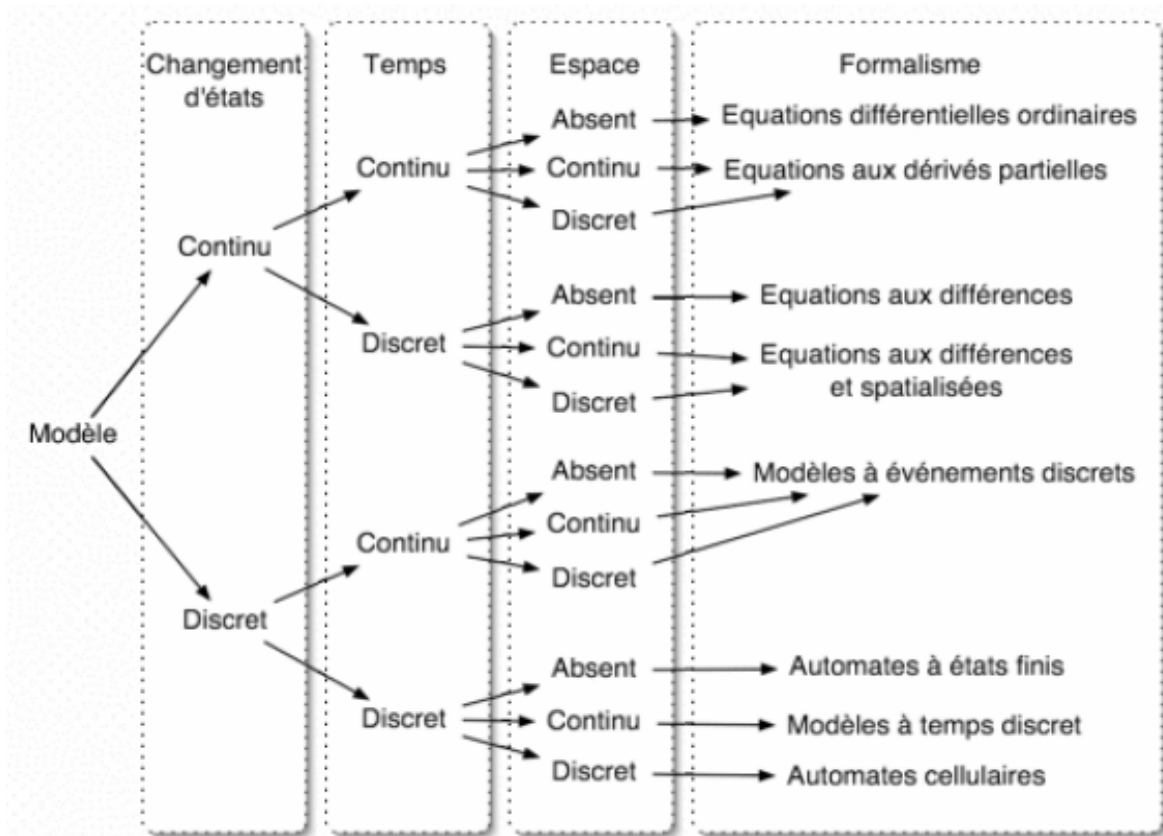 Changement
d'états
Temps
Espace
Formalisme
Absent
Equations différentielles ordinaires
Continu
Continu
Equations aux dérivés partielles
Discret
Continu
Absent
Equations aux différences
Discret
Continu
Equations aux différences
et spatialisées
Discret
Modèle
Absent
Modèles à événements discrets
Continu
Continu
Discret
Discret
Absent
Automates à états finis
Discret
Continu
Modèles à temps discret
Discret
Automates cellulaires